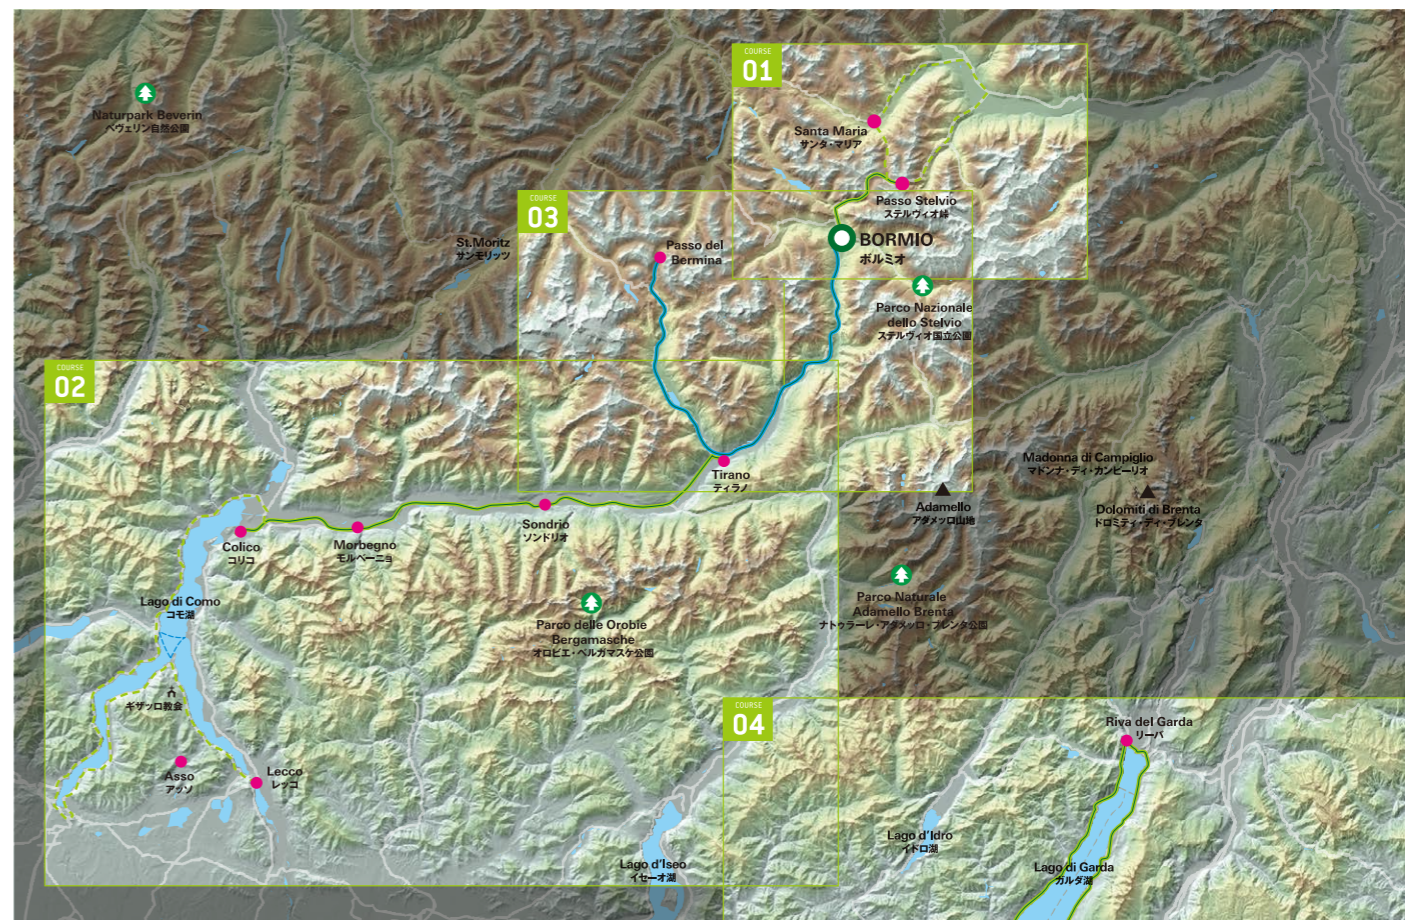 COURSE
01
Naturpark Beverin
ベヴェリン自然公園
Santa Maria
サンタ・マリア
Passo Stelvio
ステルヴィオ峠
COURSE
03
St.Moritz
サンモリッツ
Passo del
Bermina
BORMIO
ボルミオ
Parco Nazionale
dello Stelvio
ステルヴィオ国立公園
COURSE
02
Tirano
ティラノ
Madonna di Campiglio
マドンナ・ディ・カンピーリオ
Adamello
アダメッロ山地
Dolomiti di Brenta
ドロミティ・ディ・ブレンタ
Sondrio
ソンドリオ
Colico
コリコ
Morbegno
モルベーニョ
Lago di Como
コモ湖
Parco delle Orobie
Bergamasche
オロビエ・ベルガマスケ公園
Parco Naturale
Adamello Brenta
ナトゥラーレ・アダメッロ・ブレンタ公園
ギザッロ教会
COURSE
04
Riva del Garda
リーバ
Asso
アッソ
Lecco
レッコ
Lago d'Iseo
イセーオ湖
Lago d'Idro
イドロ湖
Lago di Garda
ガルダ湖